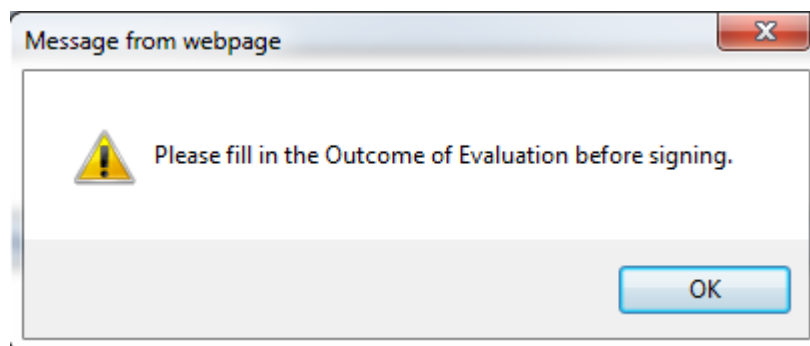 Message from webpage
Please fill in the Outcome of Evaluation before signing.
OK